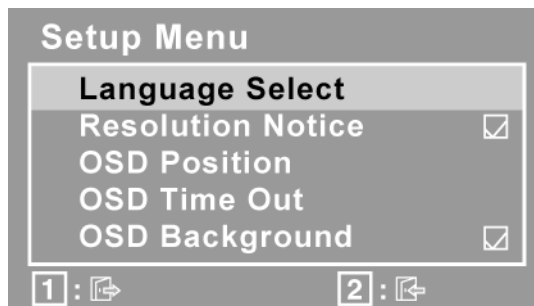 Setup Menu
Language Select
Resolution Notice
OSD Position
OSD Time Out
OSD Background
1 : 2 :